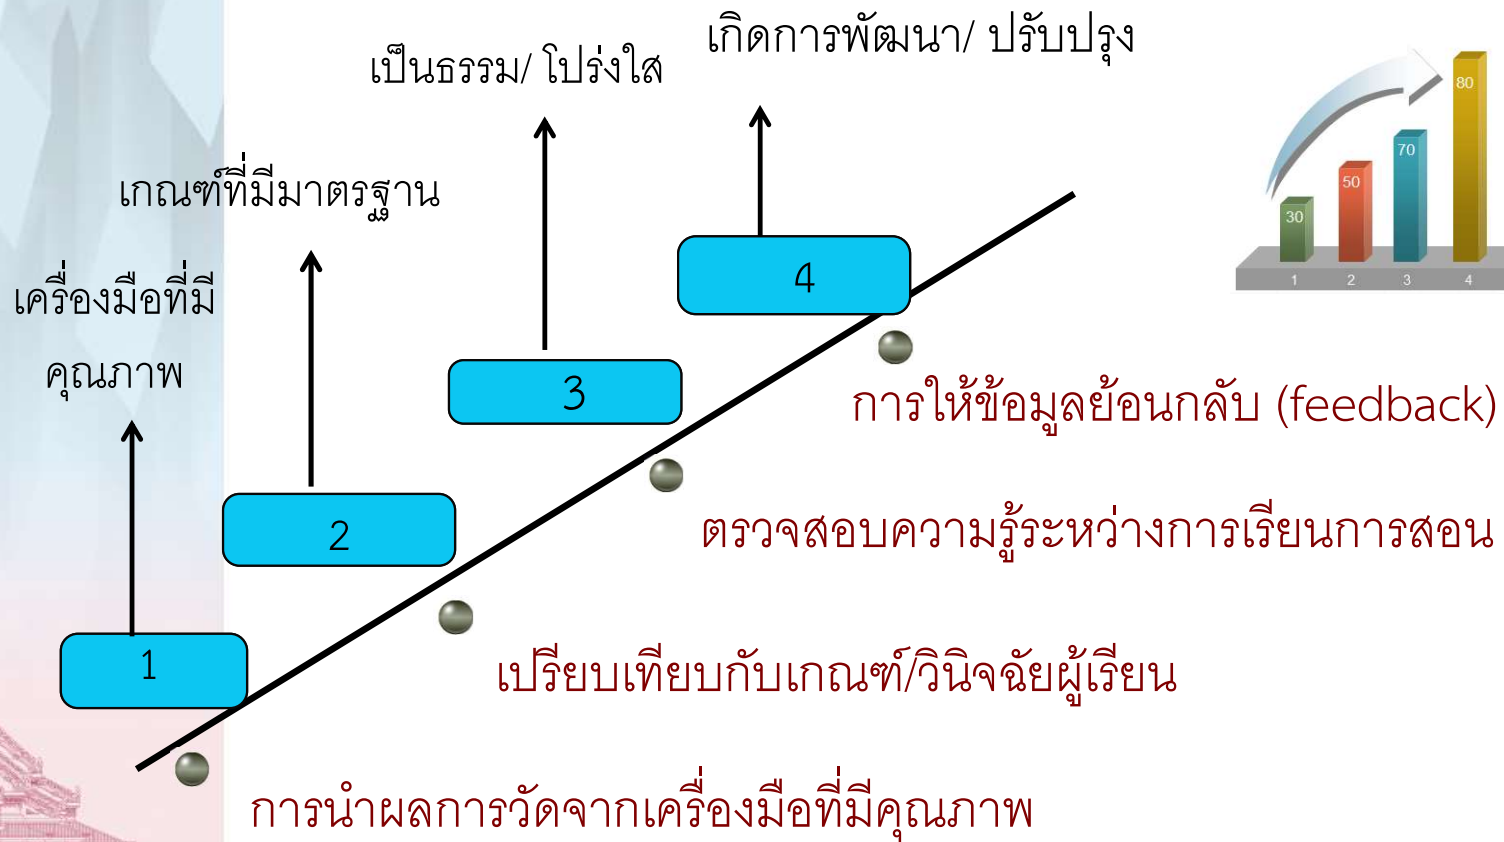 เกิดการพัฒนา/ ปรับปรุง
เป็นธรรม/ โปร่งใส
เกณฑ์ที่มีมาตรฐาน
เครื่องมือที่มี
คุณภาพ
80
70
50
30
1 2 3 4
4
3
2
1
การให้ข้อมูลย้อนกลับ (feedback)
ตรวจสอบความรู้ระหว่างการเรียนการสอน
เปรียบเทียบกับเกณฑ์/วินิจฉัยผู้เรียน
การนำผลการวัดจากเครื่องมือที่มีคุณภาพ